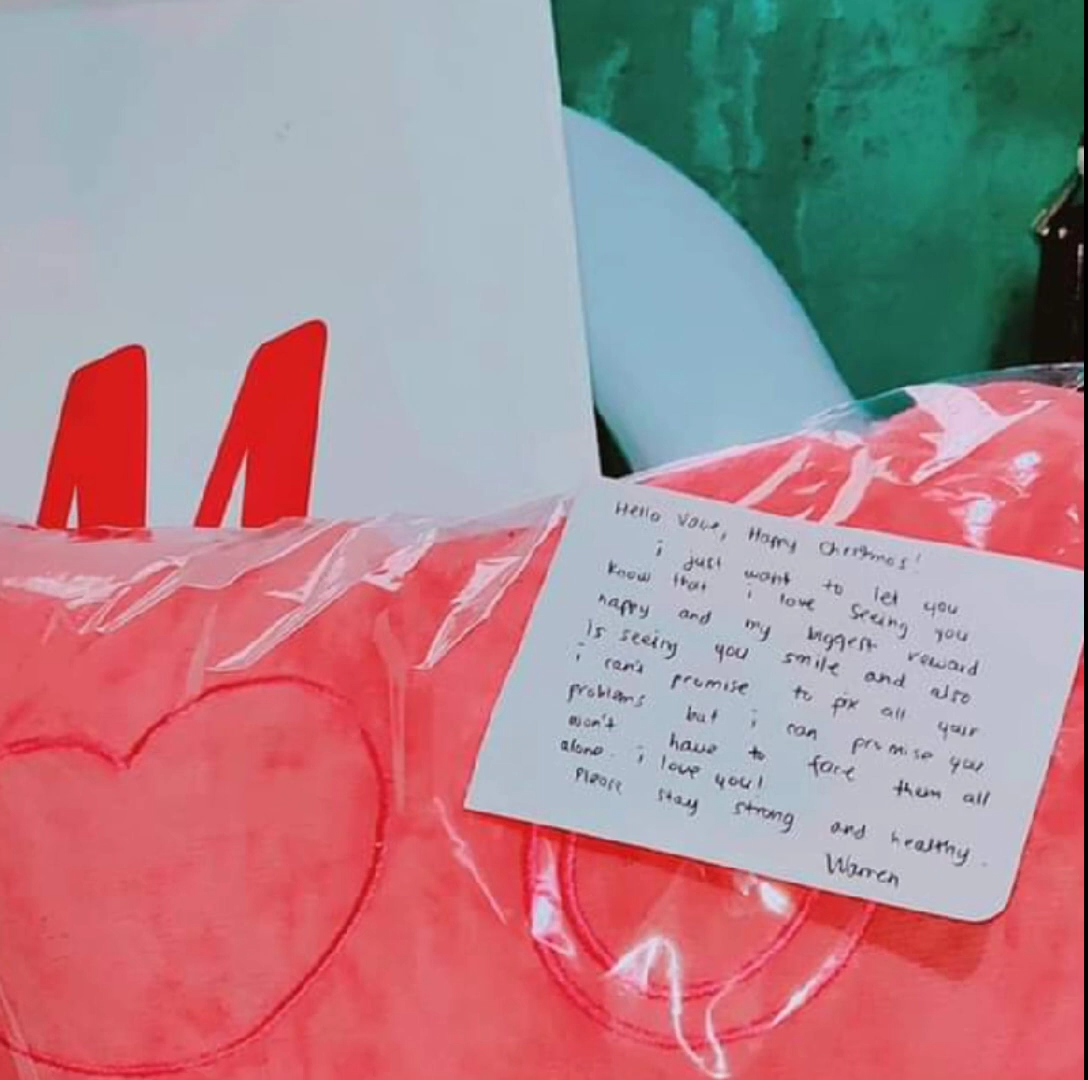 Hello Vave, Happy Christmas!
i just want to let you
know that i love seeing you
happy and my biggest reward
is seeing you smile and also
i can't promise to fix all your
problems but i can promise you
won't have to face them all
alone. i love you!
Please stay strong and healthy.
Warren